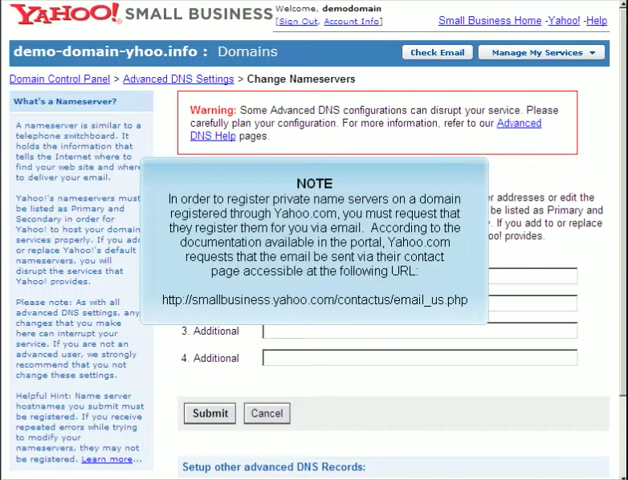 YAHOO! SMALL BUSINESS
Welcome, demodomain
[Sign Out, Account Info]
Small Business Home - Yahoo! - Help
demo-domain-yhoo.info : Domains
Check Email
Manage My Services
Domain Control Panel > Advanced DNS Settings > Change Nameservers
What's a Nameserver?
A nameserver is similar to a
telephone switchboard. It
holds the information that
tells the Internet where to
find your web site and where
to deliver your email.
Yahoo!'s nameservers must
be listed as Primary and
Secondary in order for
Yahoo! to host your domain
services properly. If you add
or replace Yahoo!'s default
nameservers, you will
disrupt the services that
Yahoo! provides.
Please note: As with all
advanced DNS settings, any
changes that you make
here can interrupt your
service. If you are not an
advanced user, we strongly
recommend that you not
change these settings.
Helpful Hint: Name server
hostnames you submit must
be registered. If you receive
repeated errors while trying
to modify your
nameservers, they may not
be registered. Learn more...
Warning: Some Advanced DNS configurations can disrupt your service. Please
carefully plan your configuration. For more information, refer to our Advanced
DNS Help pages.
er addresses or edit the
be listed as Primary and
to add or replace
s provides.
NOTE
In order to register private name servers on a domain
registered through Yahoo.com, you must request that
they register them for you via email. According to the
documentation available in the portal, Yahoo.com
requests that the email be sent via their contact
page accessible at the following URL:
http://smallbusiness.yahoo.com/contactus/email_us.php
3. Additional
4. Additional
Submit
Cancel
Setup other advanced DNS Records: